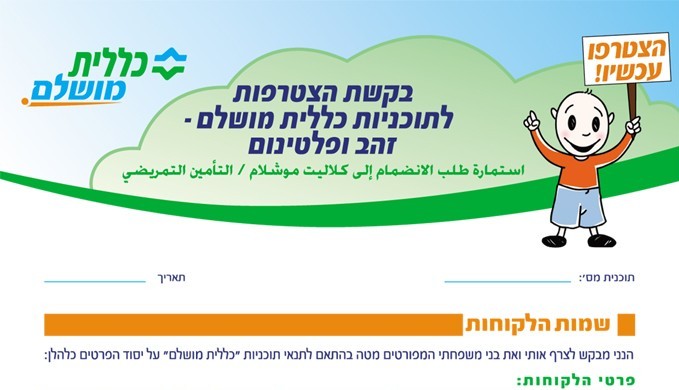 כללית
מושלם.
הצטרפו
עכשיו!
בקשת הצטרפות
לתוכניות כללית מושלם -
זהב ופלטינום
استمارة طلب الانضمام إلى كلاليت موشلام / التأمين التمريضي
תוכנית מס': תאריך
שמות הלקוחות
הנני מבקש לצרף אותי ואת בני משפחתי המפורטים מטה בהתאם לתנאי תוכניות "כללית מושלם" על יסוד הפרטים כלהלן:
פרטי הלקוחות: